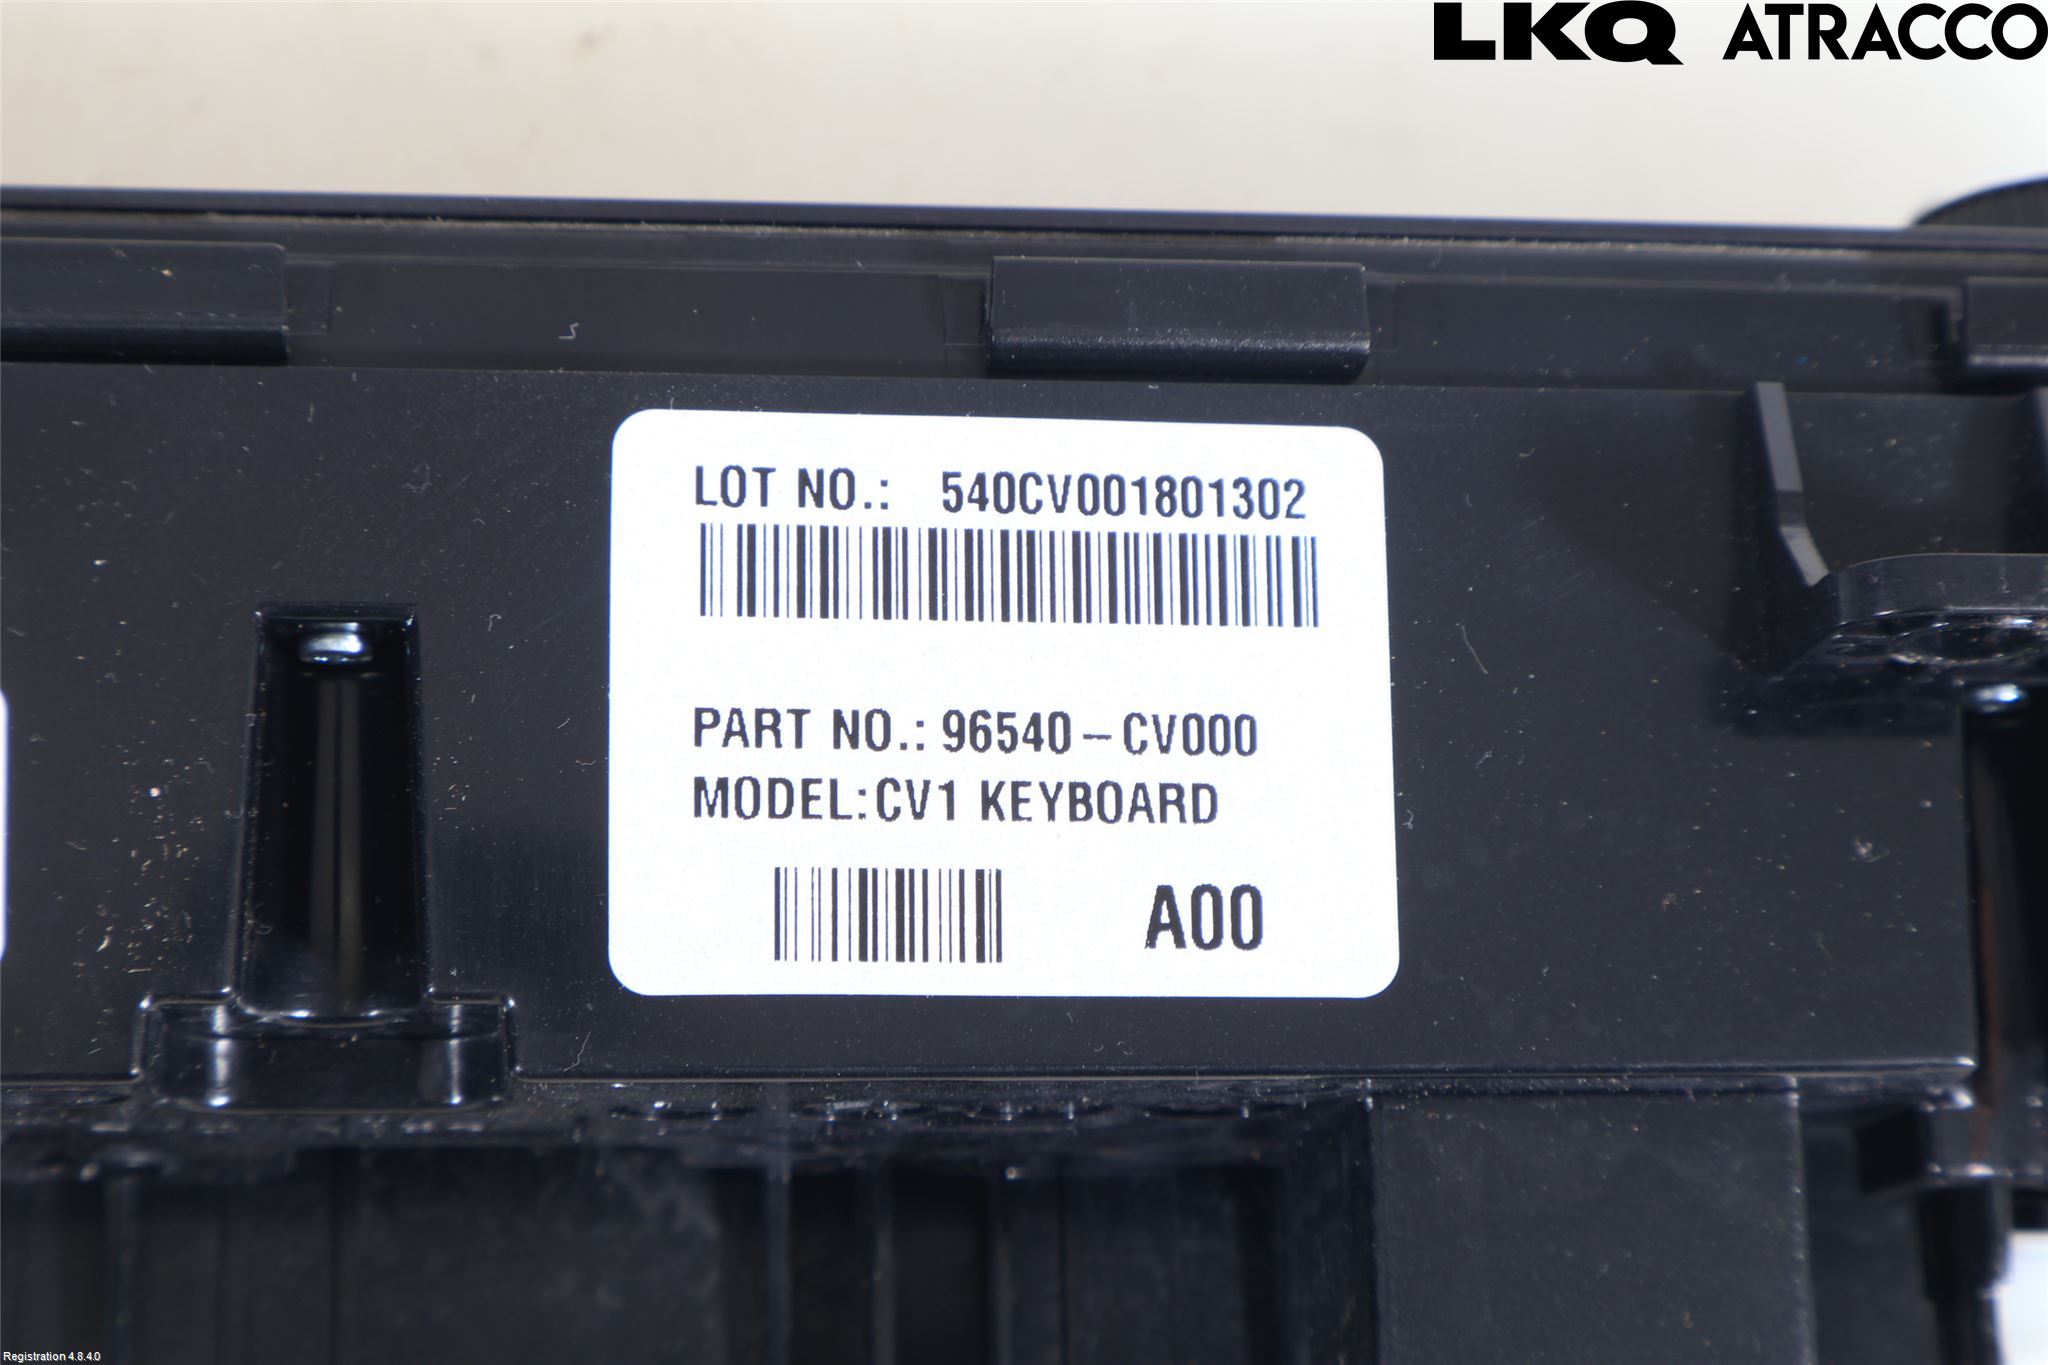 LKQ ATRACCO
LOT NO.: 540CV001801302
PART NO.: 96540-CV000
MODEL:CV1 KEYBOARD
A00
Registration 4.8.4.0